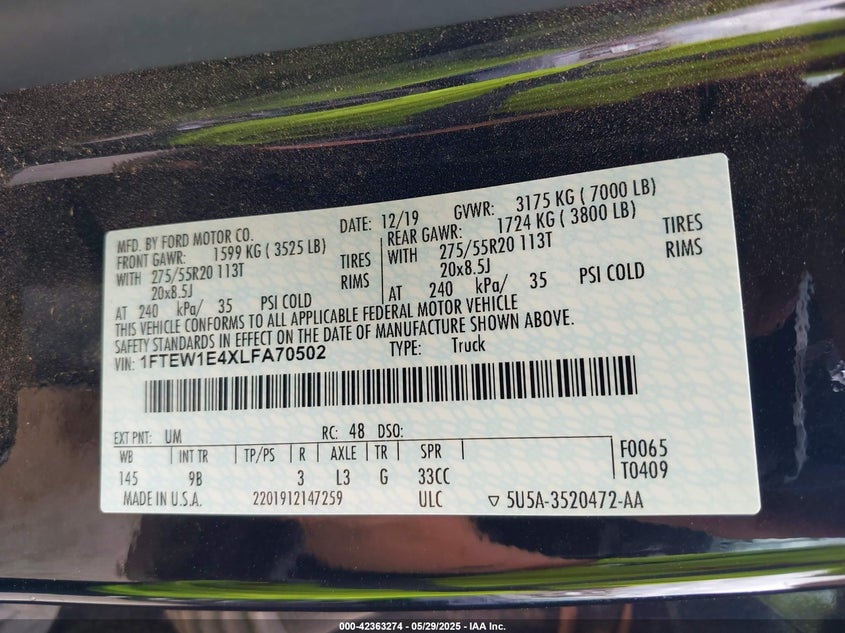 MFD. BY FORD MOTOR CO. DATE: 12/19 GVWR: 3175 KG ( 7000 LB)
FRONT GAWR: 1599 KG ( 3525 LB) REAR GAWR: 1724 KG ( 3800 LB)
WITH 275/55R20 113T TIRES WITH 275/55R20 113T TIRES
20x8.5J RIMS 20x8.5J RIMS
AT 240 kPa/ 35 PSI COLD AT 240 kPa/ 35 PSI COLD
THIS VEHICLE CONFORMS TO ALL APPLICABLE FEDERAL MOTOR VEHICLE
SAFETY STANDARDS IN EFFECT ON THE DATE OF MANUFACTURE SHOWN ABOVE.
VIN: 1FTEW1E4XLFA70502 TYPE: Truck
EXT PNT: UM RC: 48 DSO:
WB INT TR TP/PS R AXLE TR SPR F0065
145 9B 3 L3 G 33CC T0409
MADE IN U.S.A. 2201912147259 ULC ▽ 5U5A-3520472-AA
000-42363274 - 05/29/2025 - IAA Inc.